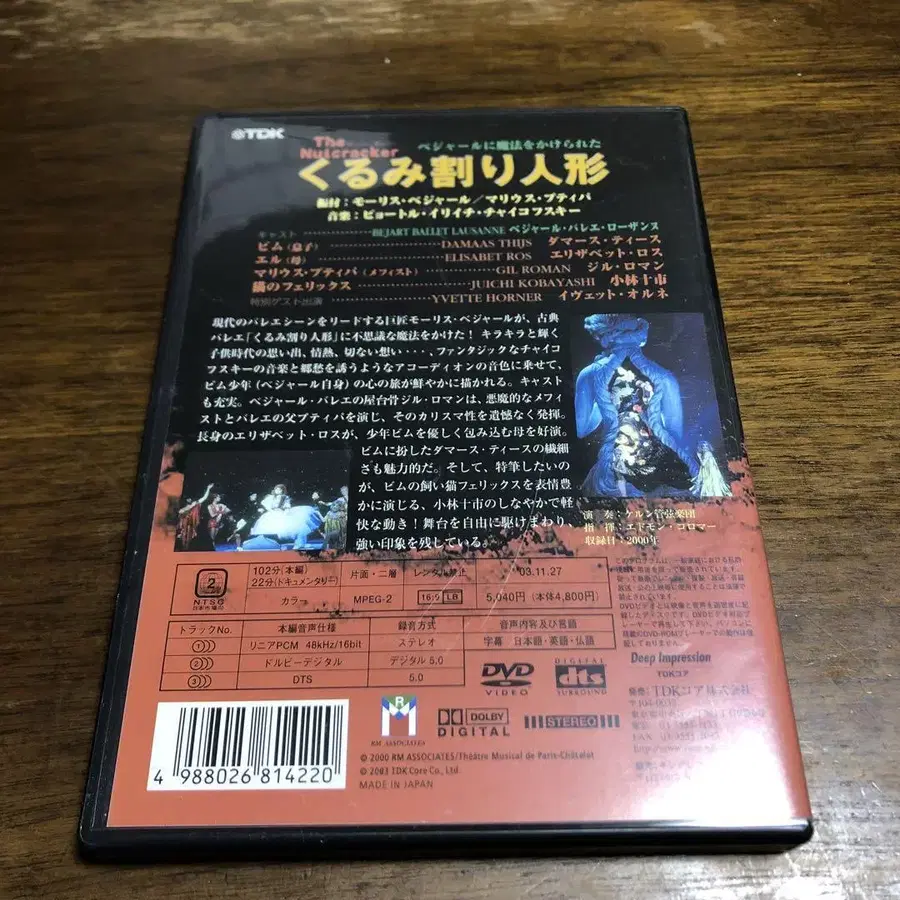 TDK
The Nutcracker
ベジャールに魔法をかけられた
くるみ割り人形
振付：モーリス・ベジャール／マリウス・プティパ
音楽：ピョートル・イリイチ・チャイコフスキー
キャスト BEJART BALLET LAUSANNE ベジャール・バレエ・ローザンヌ
ビム（息子） DAMAAS THIJS ダマース・ティース
エル（母） ELISABET ROS エリザベット・ロス
マリウス・プティパ（メフィスト） GIL ROMAN ジル・ロマン
猫のフェリックス JUICHI KOBAYASHI 小林十市
特別ゲスト出演 YVETTE HORNER イヴェット・オルネ
現代のバレエシーンをリードする巨匠モーリス・ベジャールが、古典
バレエ「くるみ割り人形」に不思議な魔法をかけた！ キラキラと輝く
子供時代の思い出、情熱、切ない想い・・・、ファンタジックなチャイコ
フスキーの音楽と郷愁を誘うようなアコーディオンの音色に乗せて、
ビム少年（ベジャール自身）の心の旅が鮮やかに描かれる。キャスト
も充実。ベジャール・バレエの屋台骨ジル・ロマンは、悪魔的なメフィ
ストとバレエの父プティパを演じ、そのカリスマ性を遺憾なく発揮。
長身のエリザベット・ロスが、少年ビムを優しく包み込む母を好演。
ビムに扮したダマース・ティースの繊細
さも魅力的だ。そして、特筆したいの
が、ビムの飼い猫フェリックスを表情豊
かに演じる、小林十市のしなやかで軽
快な動き！舞台を自由に駆けまわり、
強い印象を残している。
演 奏：ケルン管弦楽団
指 揮：エドモン・コロマー
収録日：2000年
2 NTSC 日本市場向
102分（本編）
22分（ドキュメンタリー）
片面・二層
レンタル禁止
03.11.27
カラー
MPEG-2
16:9 LB
5,040円（本体4,800円）
トラックNo. 本編音声仕様 録音方式 音声内容及び言語
1 リニアPCM 48kHz/16bit ステレオ 字幕 日本語・英語・仏語
2 ドルビーデジタル デジタル 5.0
3 DTS 5.0
DVD VIDEO
DIGITAL dts SURROUND
Deep Impression
TDKコア
発売：TDKコア株式会社
RM ASSOCIATES
DOLBY DIGITAL
STEREO
© 2000 RM ASSOCIATES/Théâtre Musical de Paris-Châtelet
© 2003 TDK Core Co., Ltd
MADE IN JAPAN
4 988026 814220